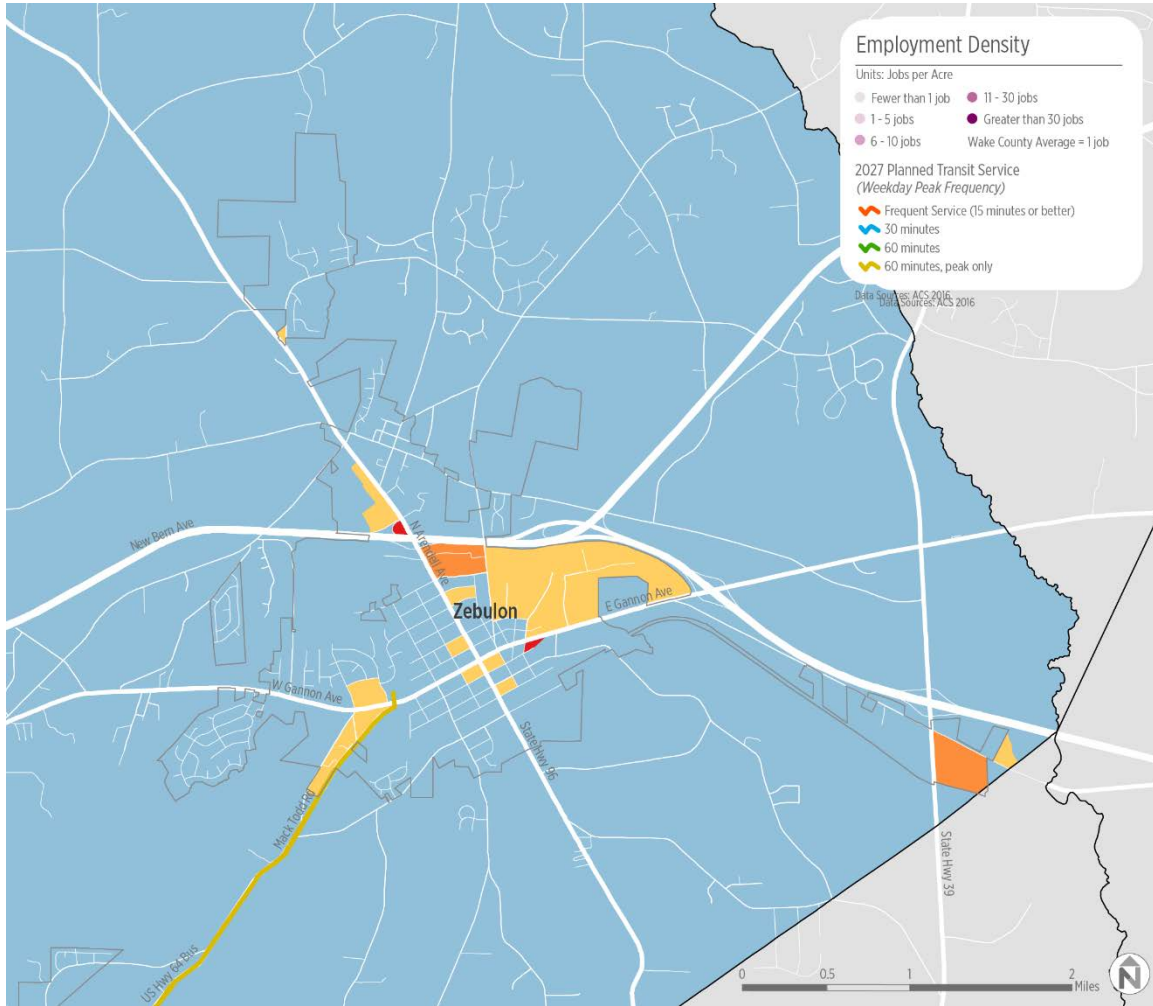 Employment Density
Units: Jobs per Acre
Fewer than 1 job
1 - 5 jobs
6 - 10 jobs
11 - 30 jobs
Greater than 30 jobs
Wake County Average = 1 job
2027 Planned Transit Service
(Weekday Peak Frequency)
Frequent Service (15 minutes or better)
30 minutes
60 minutes
60 minutes, peak only
Data Sources: ACS 2016
Data Sources: ACS 2016
New Bern Ave
N Arendall Ave
Zebulon
E Gannon Ave
W Gannon Ave
State Hwy 96
Mack Todd Rd
State Hwy 39
US Hwy 64 Bus
0 0.5 1 2
Miles
N